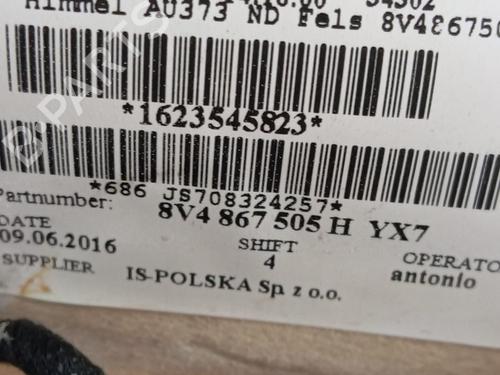 Himmel AU373 ND Fels 8V486750
*1623545823*
*686 JS708324257*
Partnumber: 8V4 867 505 H YX7
DATE SHIFT OPERATO
09.06.2016 4 antonio
SUPPLIER IS-POLSKA Sp. z o.o.